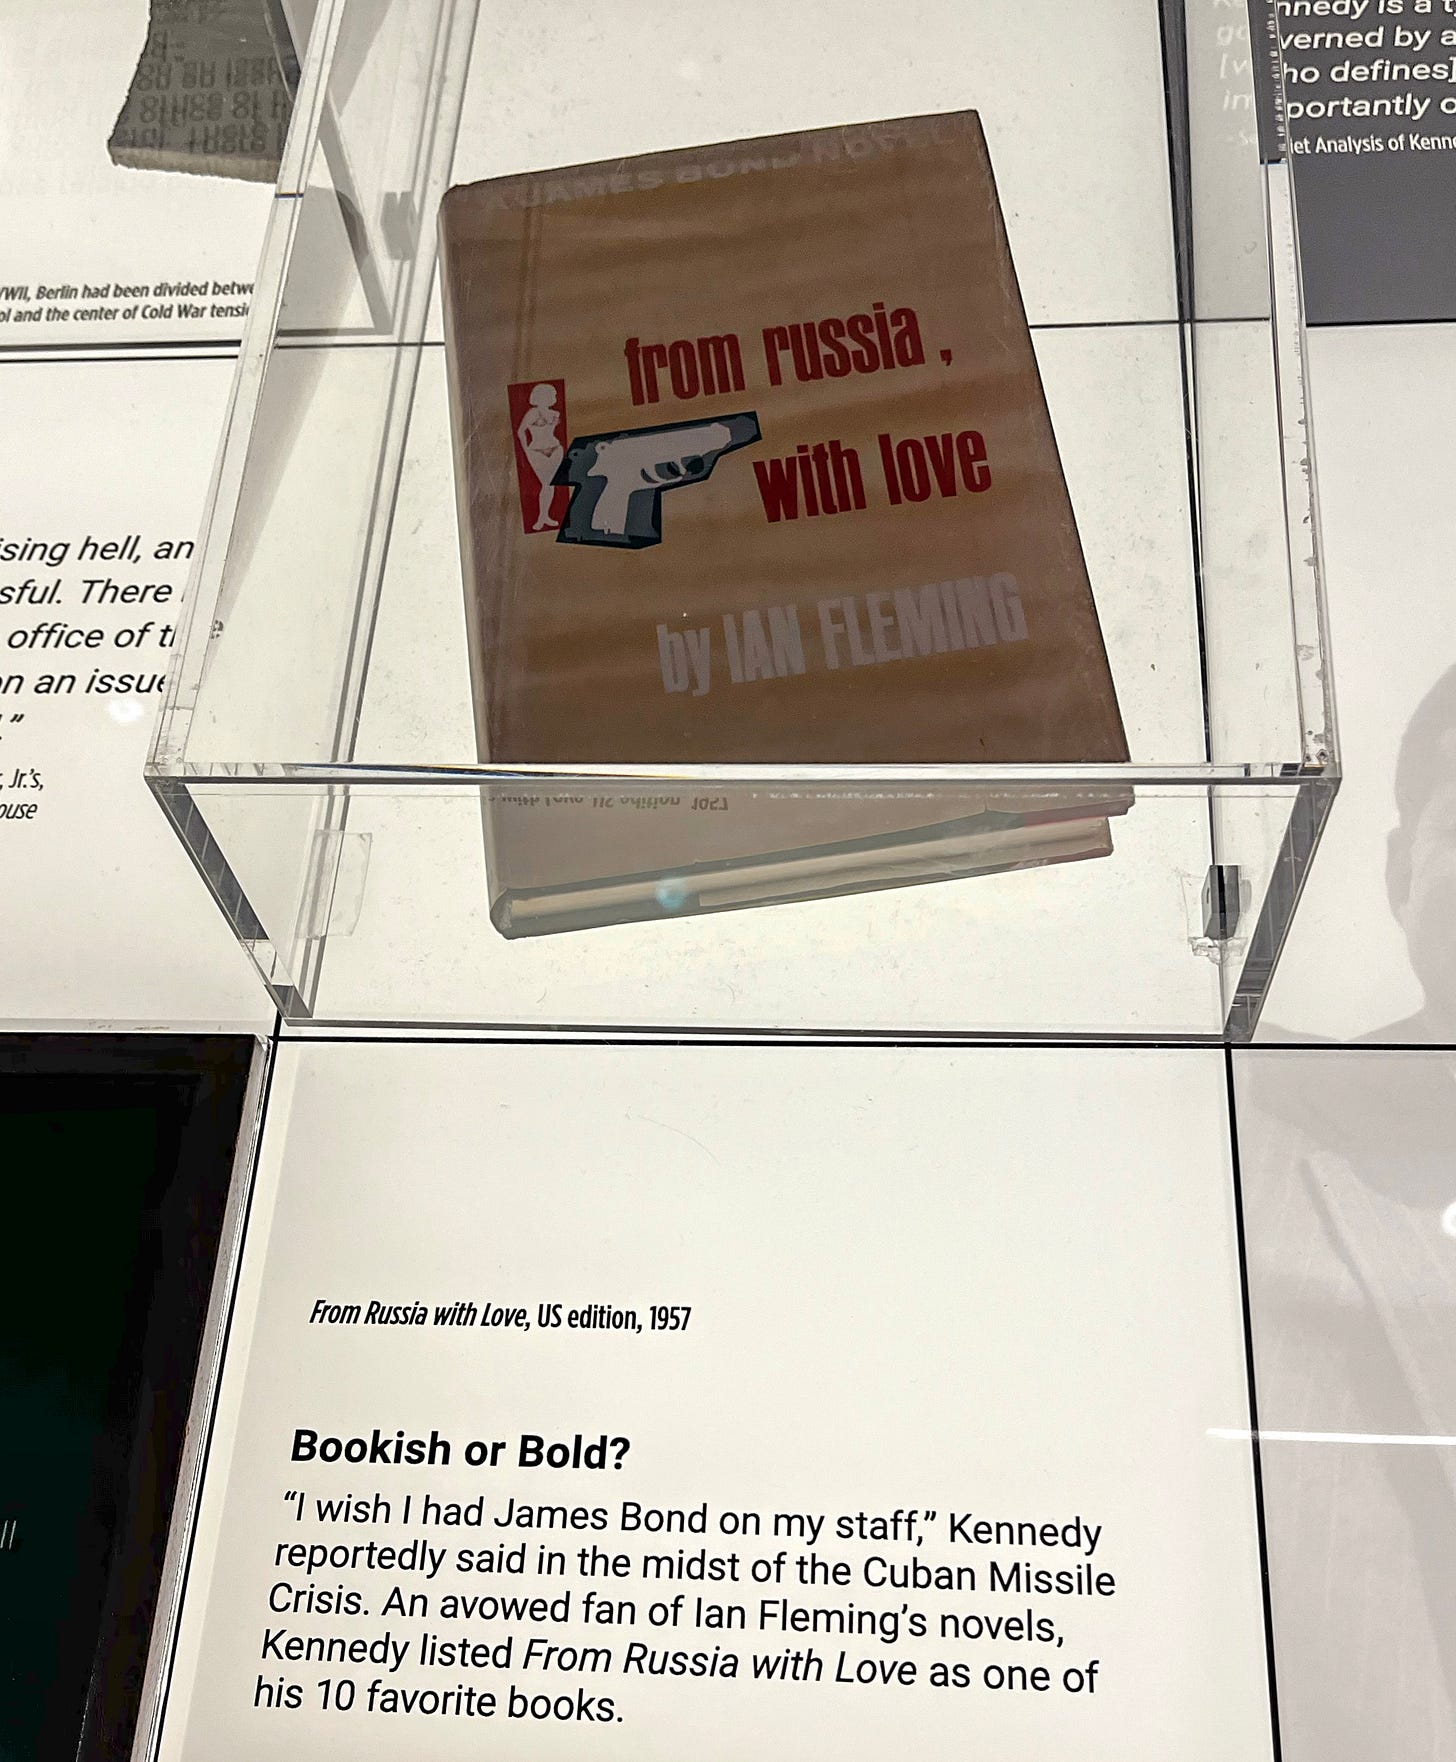 nnedy is a t
verned by a
ho defines]
portantly o
iet Analysis of Kenn
WII, Berlin had been divided betwe
ol and the center of Cold War tensi
A JAMES BOND NOVEL
from russia,
with love
by IAN FLEMING
ising hell, an
sful. There
office of t
on an issue
."
, Jr.'s,
ouse
From Russia with Love, US edition, 1957
Bookish or Bold?
“I wish I had James Bond on my staff,” Kennedy
reportedly said in the midst of the Cuban Missile
Crisis. An avowed fan of Ian Fleming’s novels,
Kennedy listed From Russia with Love as one of
his 10 favorite books.